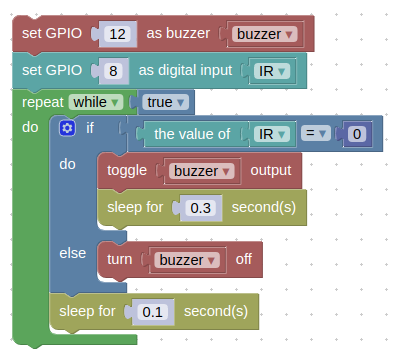 set GPIO 12 as buzzer buzzer
set GPIO 8 as digital input IR
repeat while true
do if the value of IR = 0
do toggle buzzer output
sleep for 0.3 second(s)
else turn buzzer off
sleep for 0.1 second(s)